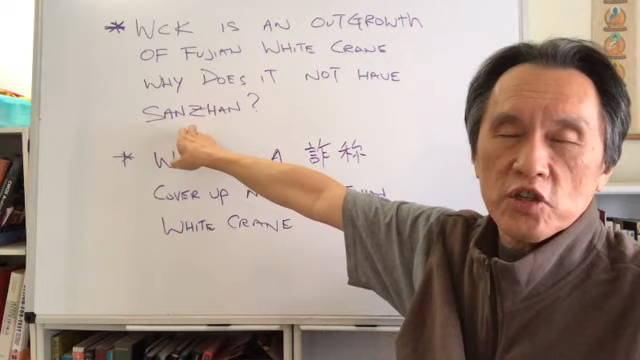 * WCK IS AN OUTGROWTH
OF FUJIAN WHITE CRANE
WHY DOES IT NOT HAVE
SANZHAN?
* A 詐称
COVER UP
WHITE CRANE